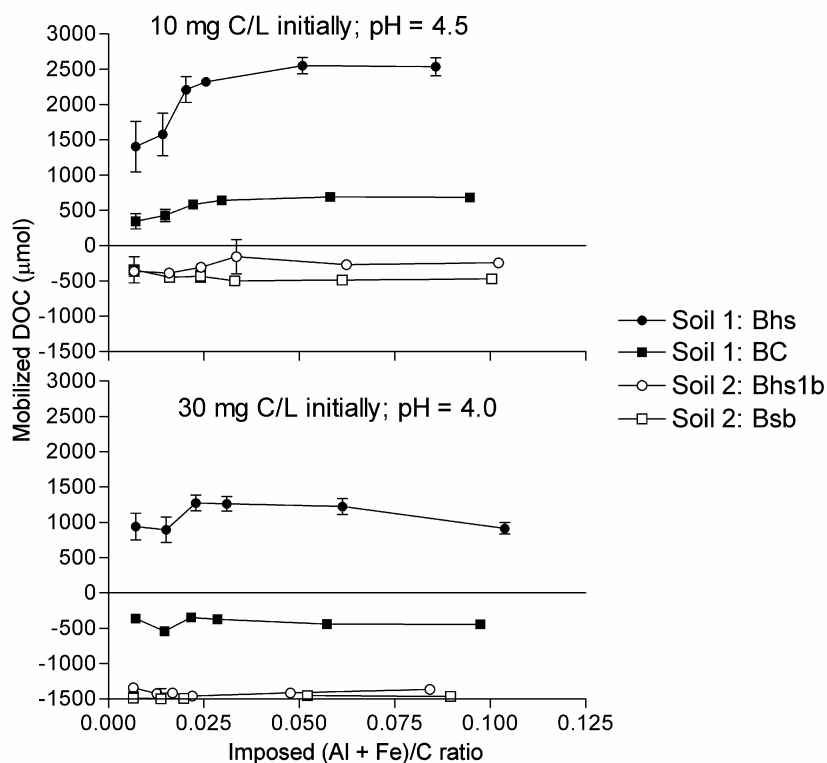 10 mg C/L initially; pH = 4.5
3000
2500
2000
1500
1000
500
0
-500
-1000
-1500
Mobilized DOC (μmol)
Soil 1: Bhs
Soil 1: BC
Soil 2: Bhs1b
Soil 2: Bsb
30 mg C/L initially; pH = 4.0
3000
2500
2000
1500
1000
500
0
-500
-1000
-1500
0.000 0.025 0.050 0.075 0.100 0.125
Imposed (Al + Fe)/C ratio